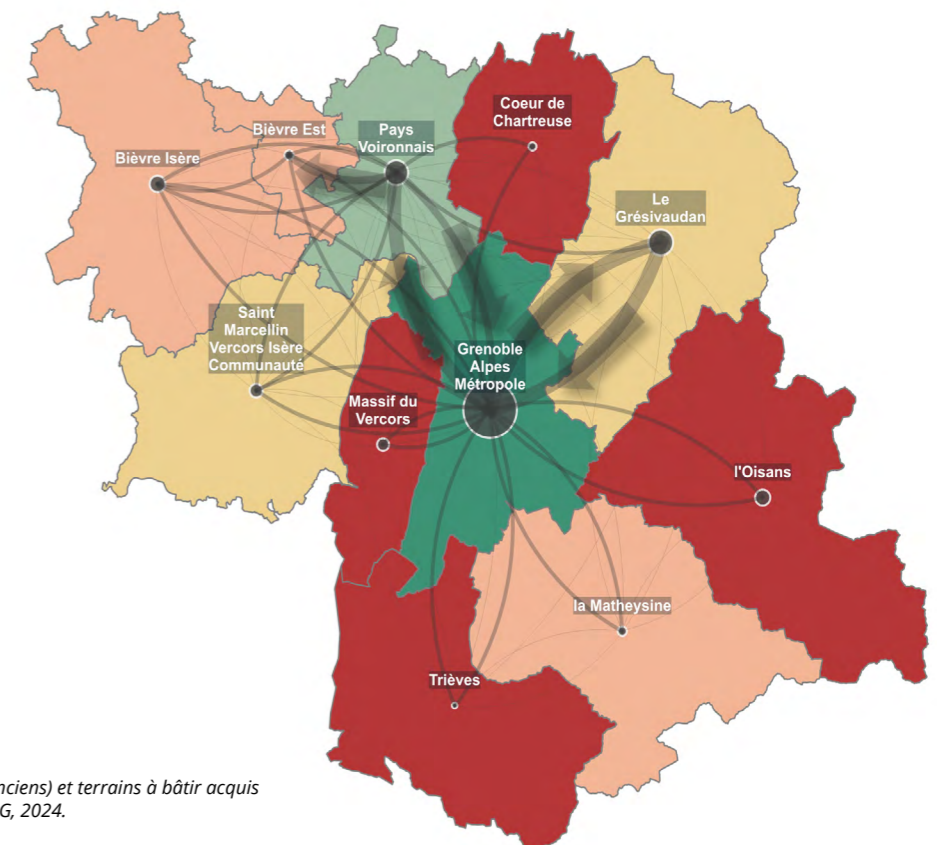 Coeur de
Chartreuse
Bièvre Est
Pays
Voironnais
Bièvre Isère
Le
Grésivaudan
Saint
Marcellin
Vercors Isère
Communauté
Grenoble
Alpes
Métropole
Massif du
Vercors
l'Oisans
la Matheysine
Trièves
nciens) et terrains à bâtir acquis
G, 2024.